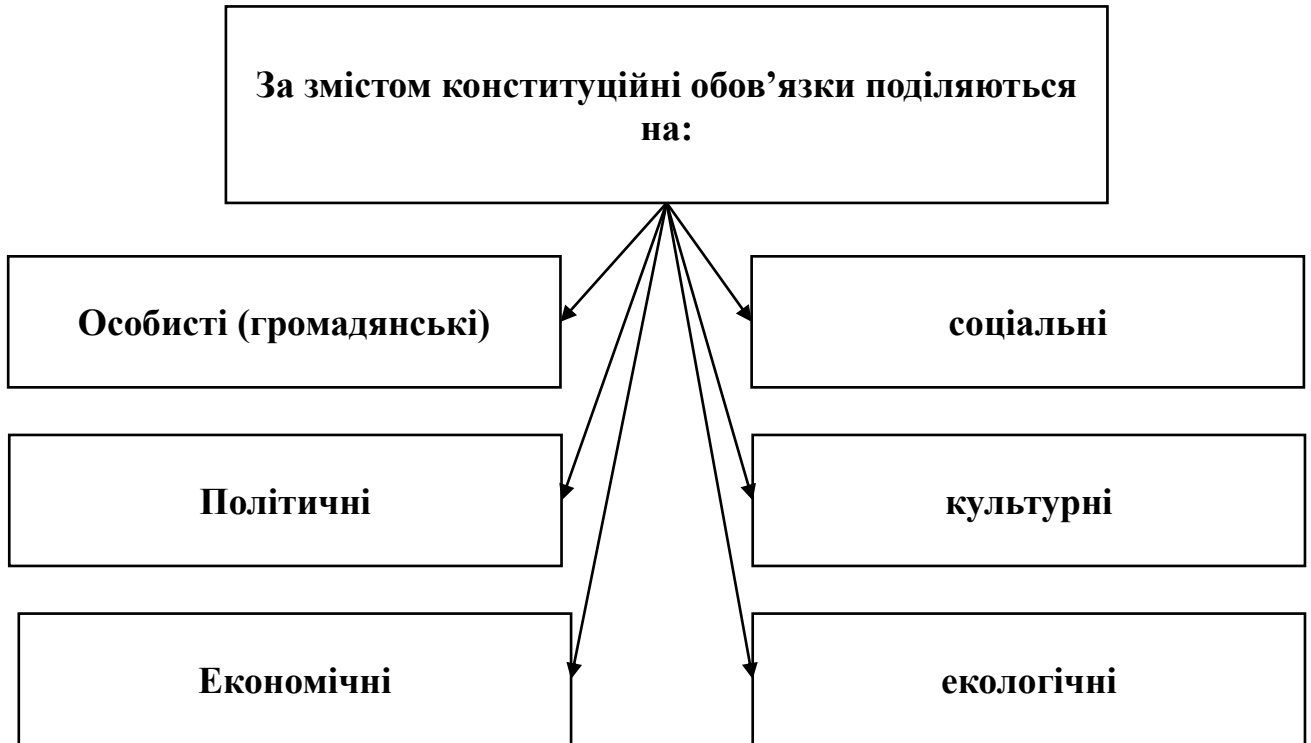 За змістом конституційні обов’язки поділяються
на:
Особисті (громадянські)
соціальні
Політичні
культурні
Економічні
екологічні